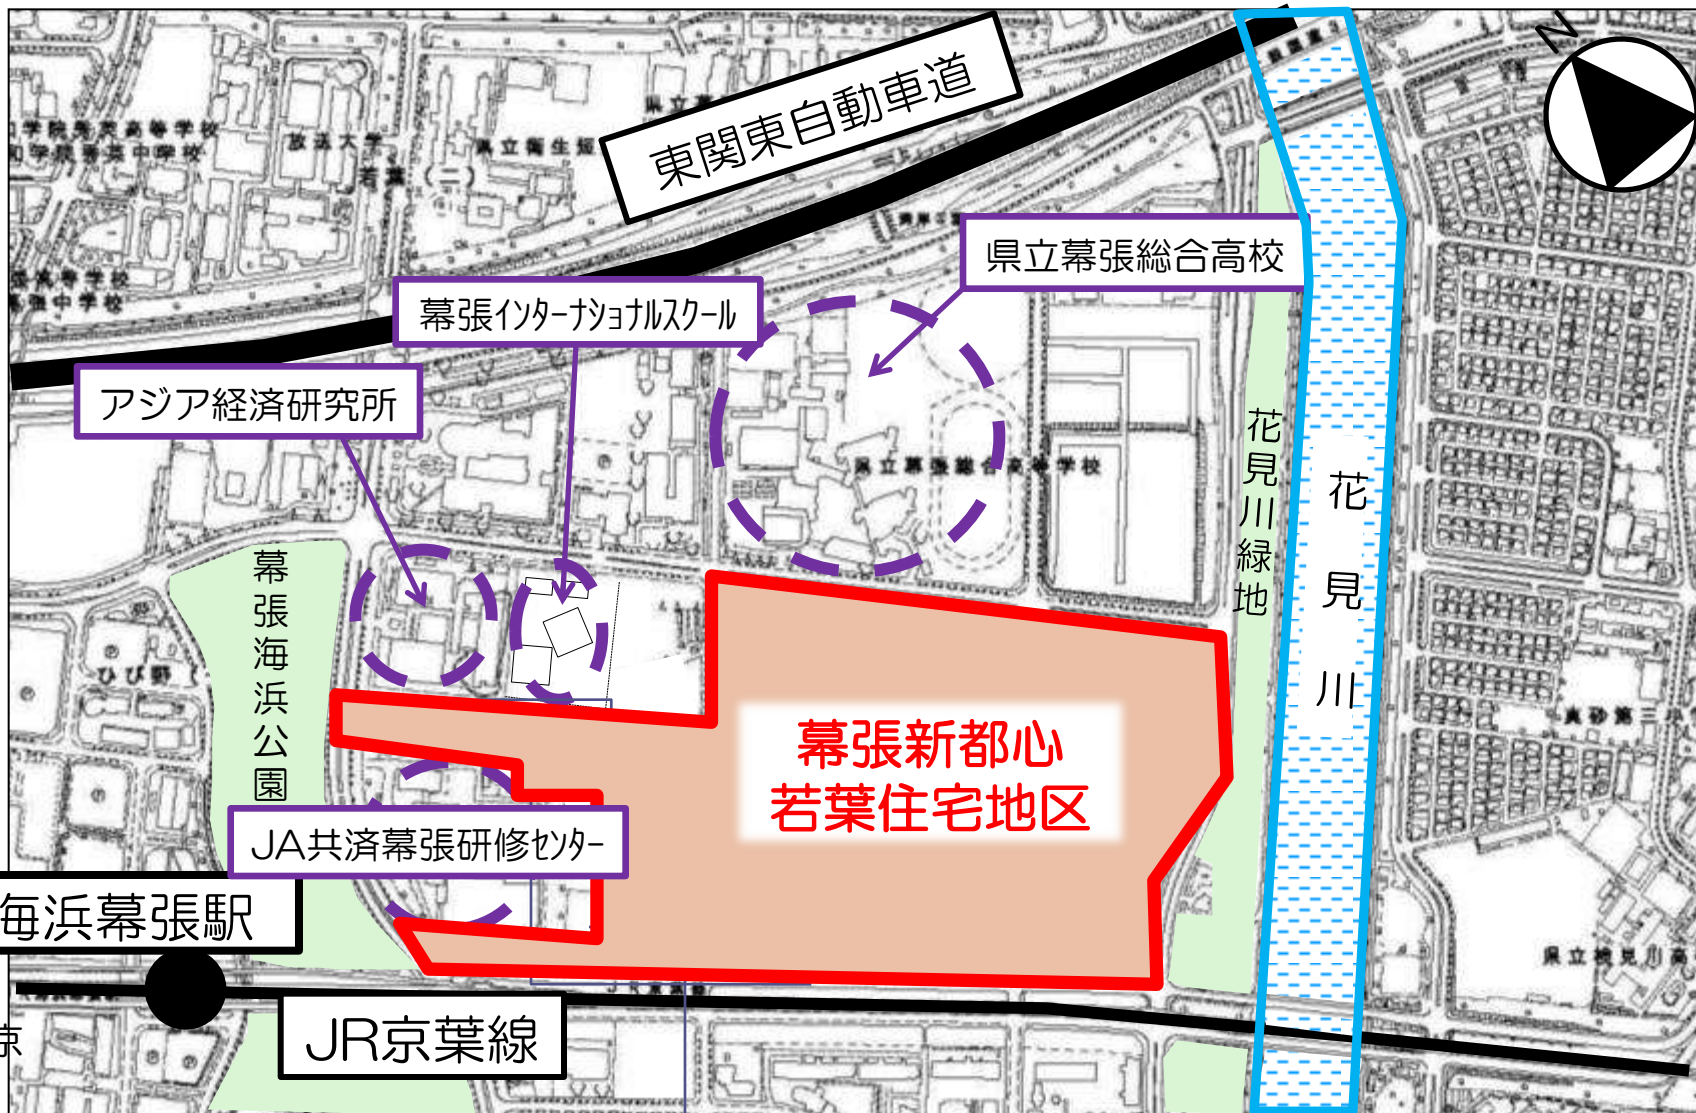 N
東関東自動車道
放送大学
若葉(二)
県立衛生短
県立幕張総合高校
幕張インターナショナルスクール
アジア経済研究所
県立幕張総合高等学校
花見川緑地
花見川
幕張海浜公園
ひび野
幕張新都心
若葉住宅地区
真砂第三小
JA共済幕張研修センター
海浜幕張駅
県立検見川高
JR京葉線
京